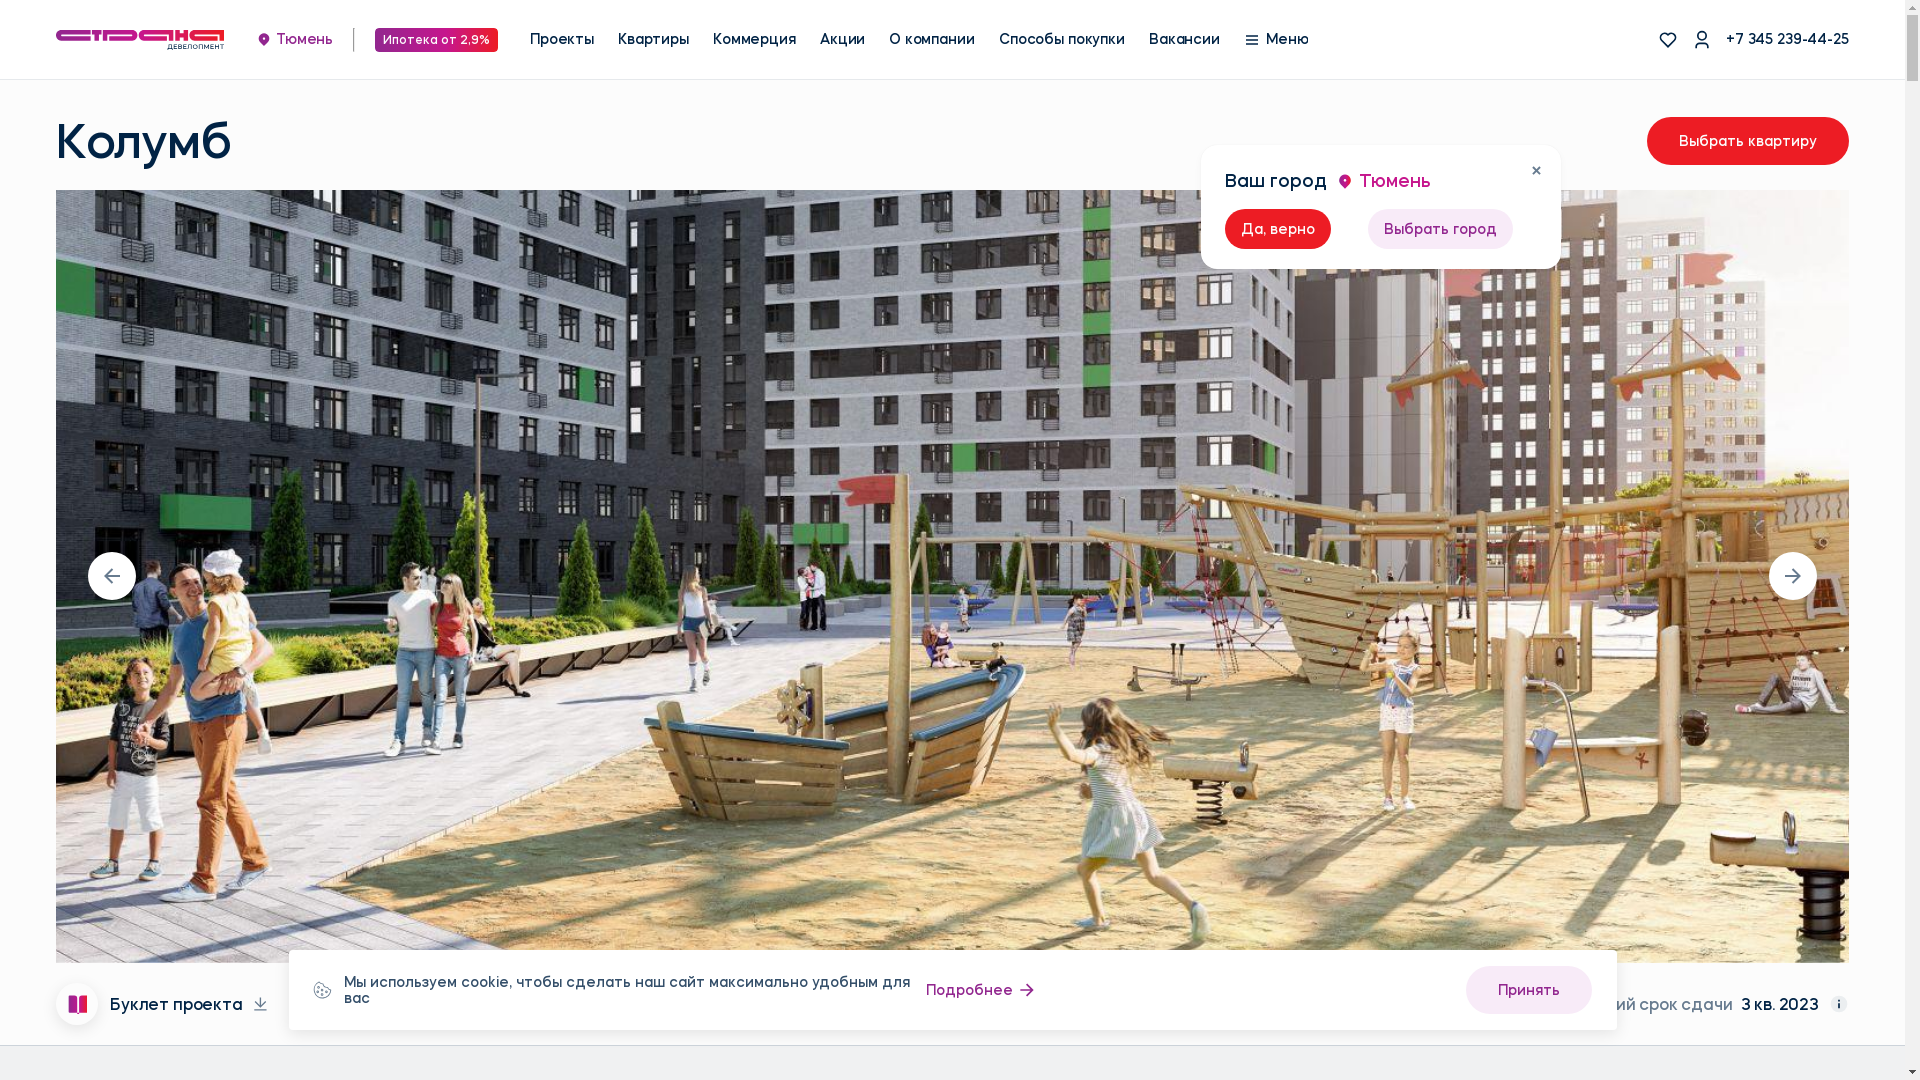 страна
ДЕВЕЛОПМЕНТ
Тюмень
Ипотека от 2,9%
Проекты
Квартиры
Коммерция
Акции
О компании
Способы покупки
Вакансии
Меню
+7 345 239-44-25
Колумб
Выбрать квартиру
Ваш город
Тюмень
Да, верно
Выбрать город
Мы используем cookie, чтобы сделать наш сайт максимально удобным для
вас
Подробнее
Принять
Буклет проекта
срок сдачи
3 кв. 2023